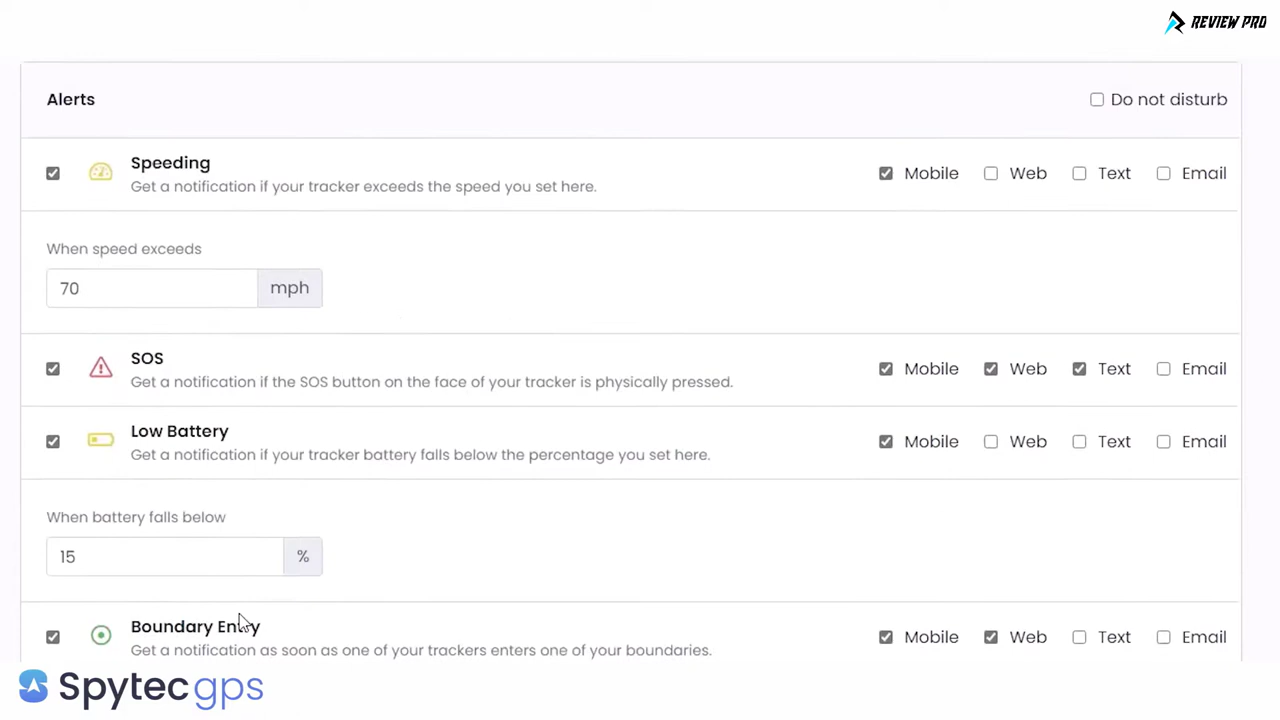 REVIEW PRO
Alerts
Do not disturb
Speeding
Get a notification if your tracker exceeds the speed you set here.
Mobile Web Text Email
When speed exceeds
70 mph
SOS
Get a notification if the SOS button on the face of your tracker is physically pressed.
Mobile Web Text Email
Low Battery
Get a notification if your tracker battery falls below the percentage you set here.
Mobile Web Text Email
When battery falls below
15 %
Boundary Entry
Get a notification as soon as one of your trackers enters one of your boundaries.
Mobile Web Text Email
Spytec gps